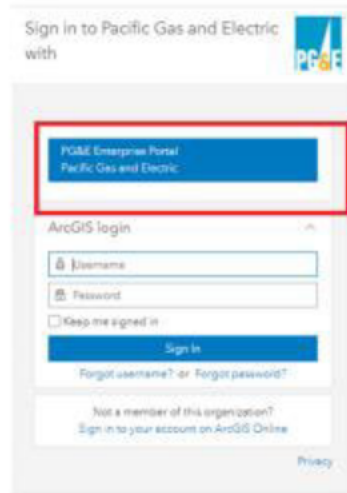 Sign in to Pacific Gas and Electric
with
PG&E
PG&E Enterprise Portal
Pacific Gas and Electric
ArcGIS login
Username
Password
Keep me signed in
Sign In
Forgot username? or Forgot password?
Not a member of this organization?
Sign in to your account on ArcGIS Online
Privacy